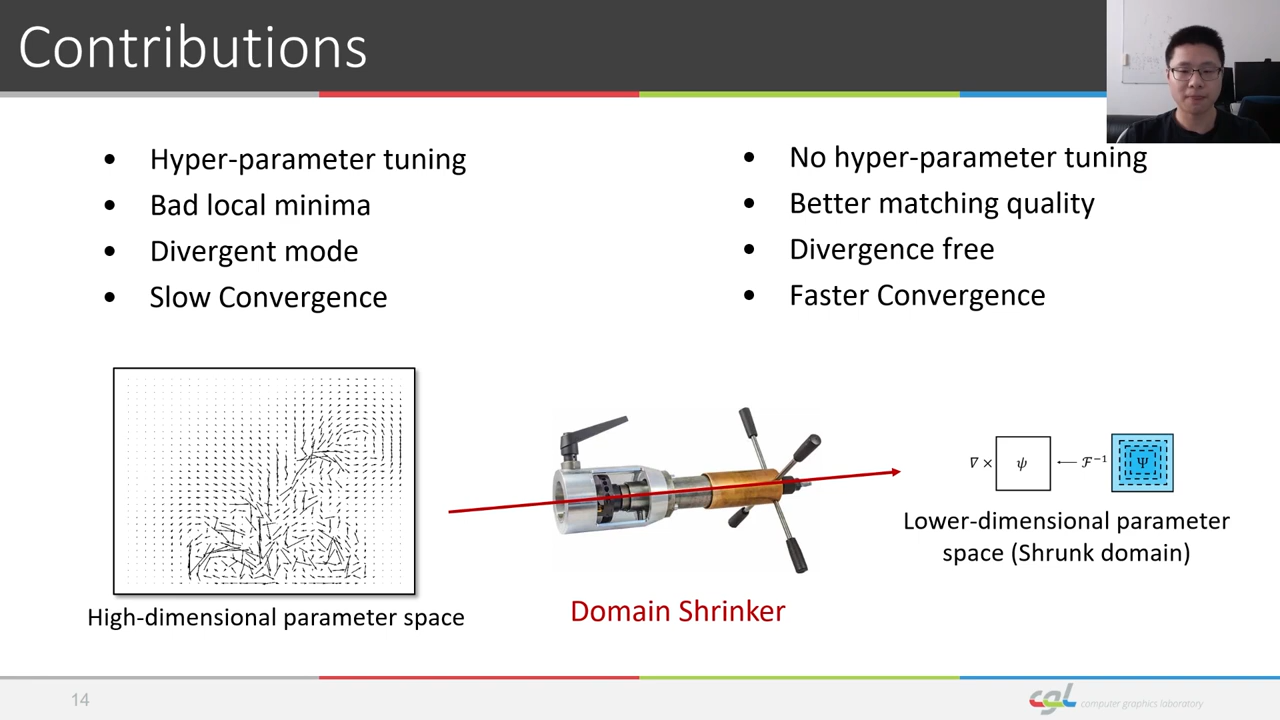 Contributions
• Hyper-parameter tuning
• Bad local minima
• Divergent mode
• Slow Convergence
• No hyper-parameter tuning
• Better matching quality
• Divergence free
• Faster Convergence
∇ × ψ ← ℱ⁻¹ Ψ
High-dimensional parameter space
Domain Shrinker
Lower-dimensional parameter
space (Shrunk domain)
14
cgl computer graphics laboratory